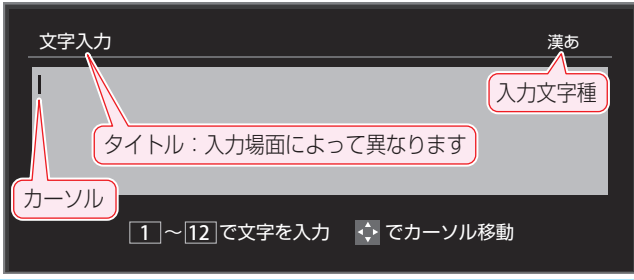 文字入力
漢あ
入力文字種
タイトル：入力場面によって異なります
カーソル
1～12で文字を入力 でカーソル移動